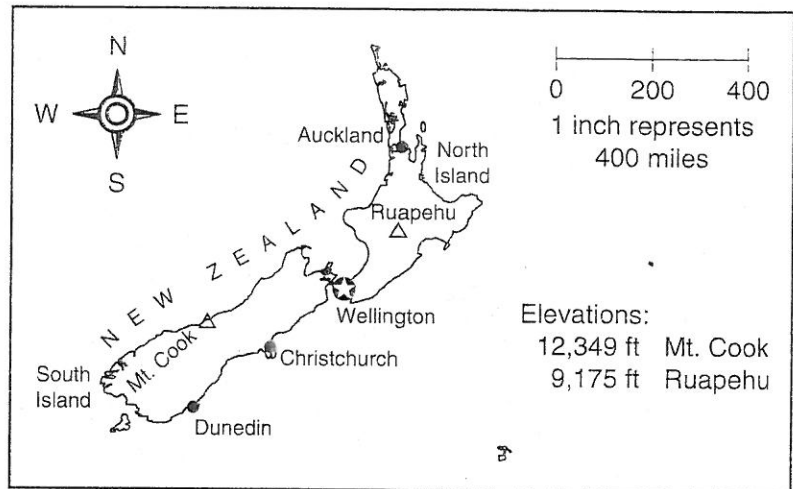 N
W E
S
0 200 400
1 inch represents
400 miles
Auckland
North
Island
Ruapehu
NEW ZEALAND
Wellington
Mt. Cook
Christchurch
South
Island
Dunedin
Elevations:
12,349 ft Mt. Cook
9,175 ft Ruapehu